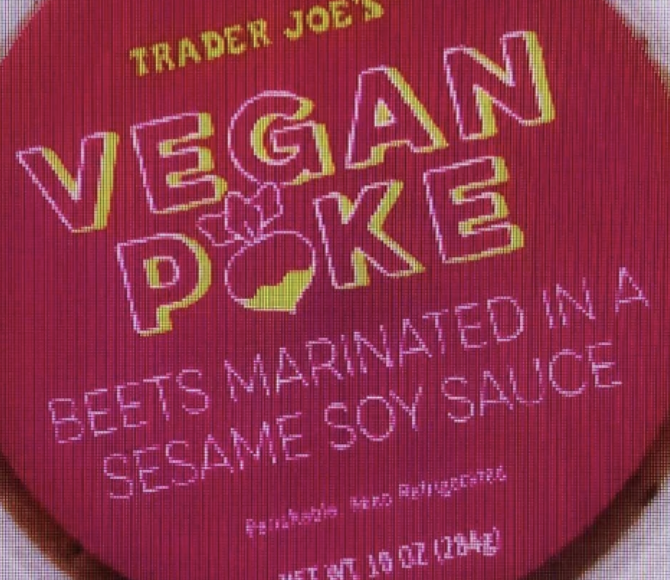 TRADER JOE'S
VEGAN
POKE
BEETS MARINATED IN A
SESAME SOY SAUCE
Perishable Keep Refrigerated
NET WT 10 OZ (284g)